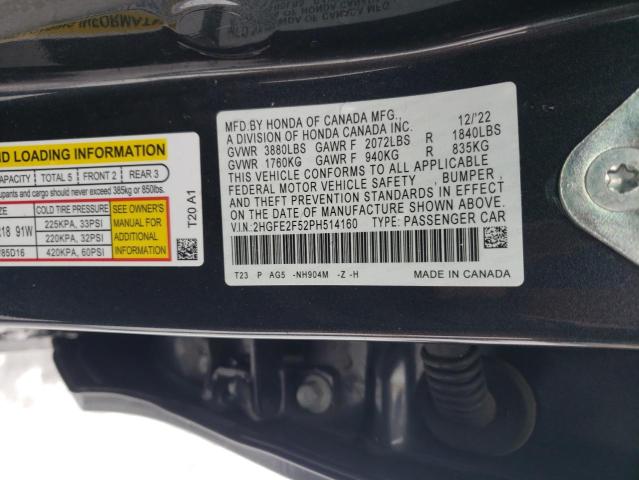 ND LOADING INFORMATION
CAPACITY TOTAL 5 FRONT 2 REAR 3
upants and cargo should never exceed 385kg or 850lbs.
ZE COLD TIRE PRESSURE SEE OWNER'S
R18 91W 225KPA, 33PSI MANUAL FOR
220KPA, 32PSI ADDITIONAL
85D16 420KPA, 60PSI INFORMATION
T20 A1
MFD.BY HONDA OF CANADA MFG., 12/'22
A DIVISION OF HONDA CANADA INC.
GVWR 3880LBS GAWR F 2072LBS R 1840LBS
GVWR 1760KG GAWR F 940KG R 835KG
THIS VEHICLE CONFORMS TO ALL APPLICABLE
FEDERAL MOTOR VEHICLE SAFETY , BUMPER ,
& THEFT PREVENTION STANDARDS IN EFFECT
ON THE DATE OF MANUFACTURE SHOWN ABOVE.
V.I.N:2HGFE2F52PH514160 TYPE: PASSENGER CAR
T23 P AG5 -NH904M -Z -H MADE IN CANADA